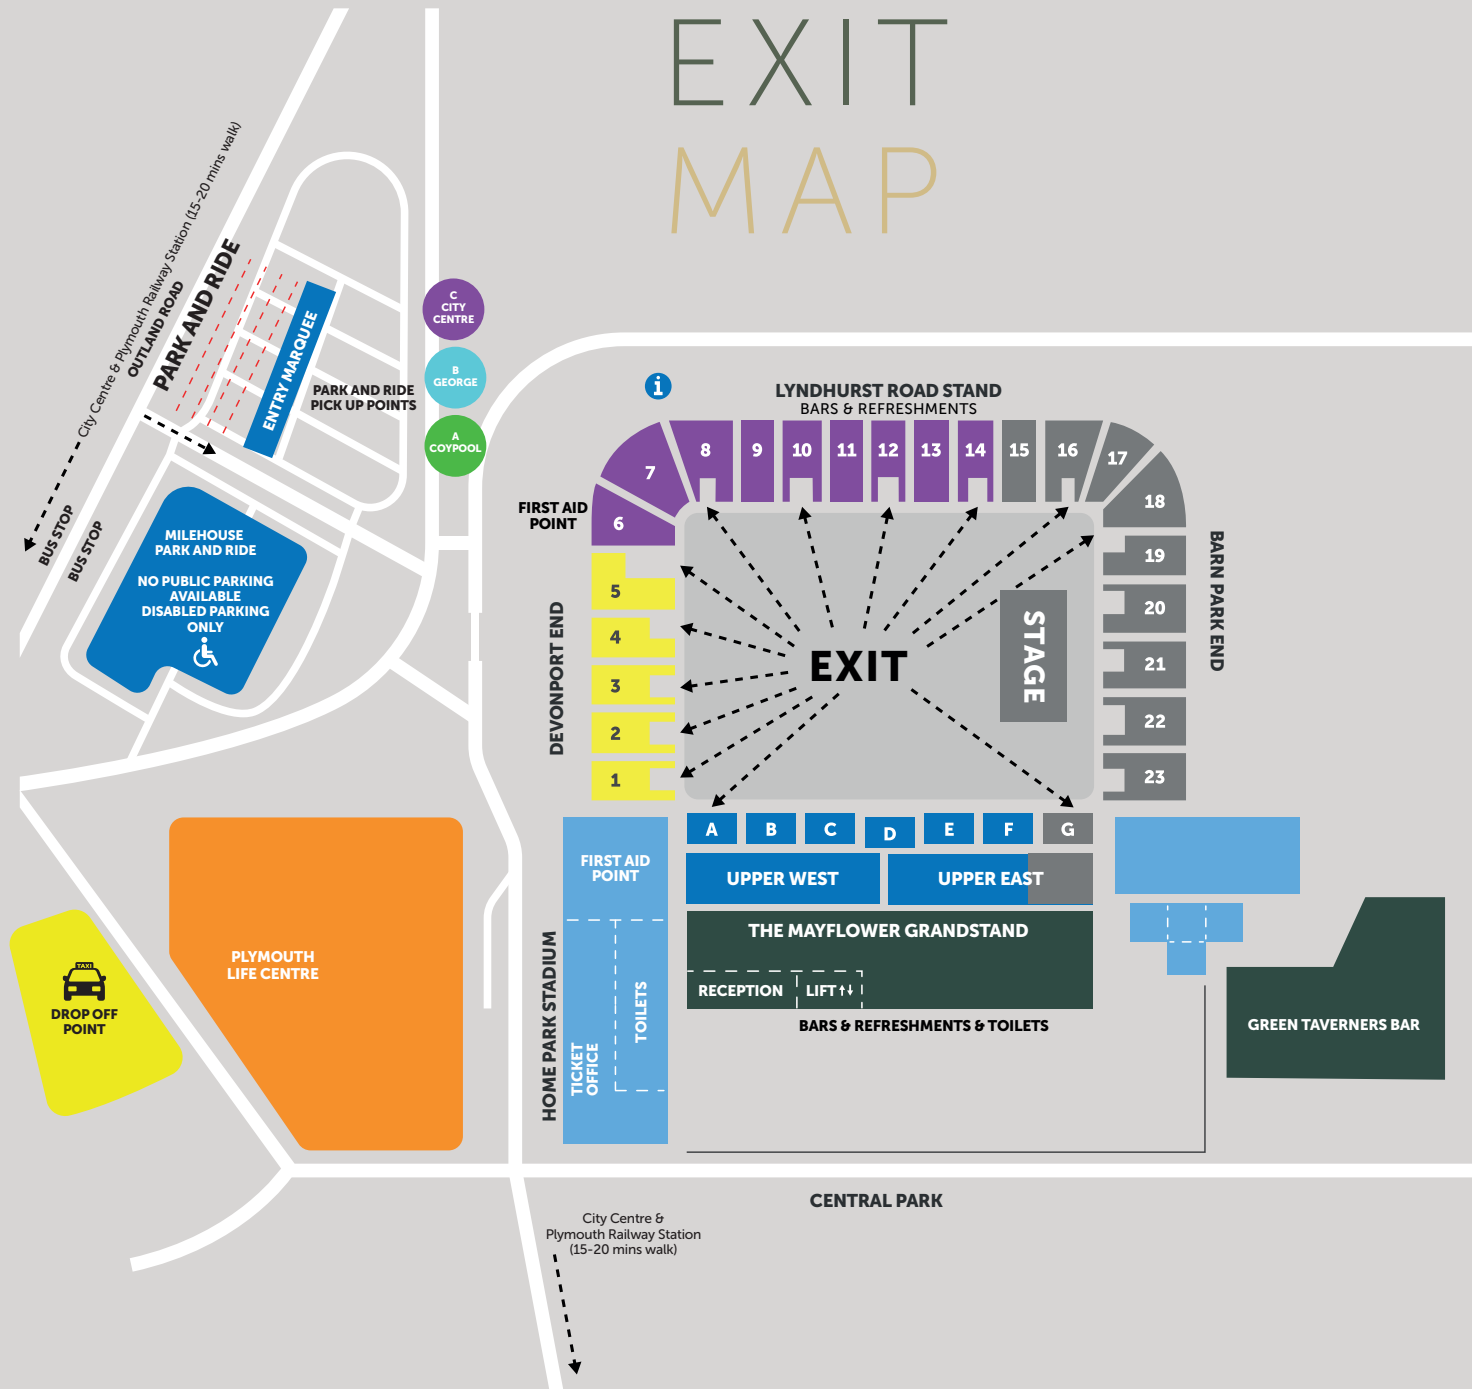 EXIT
MAP
City Centre & Plymouth Railway Station (15-20 mins walk)
OUTLAND ROAD
PARK AND RIDE
ENTRY MARQUEE
PARK AND RIDE
PICK UP POINTS
C
CITY
CENTRE
B
GEORGE
A
COYPOOL
BUS STOP
BUS STOP
MILEHOUSE
PARK AND RIDE
NO PUBLIC PARKING
AVAILABLE
DISABLED PARKING
ONLY
i
LYNDHURST ROAD STAND
BARS & REFRESHMENTS
8
9
10
11
12
13
14
15
16
17
18
7
6
FIRST AID
POINT
5
4
3
2
1
DEVONPORT END
EXIT
STAGE
19
20
21
22
23
BARN PARK END
A
B
C
D
E
F
G
UPPER WEST
UPPER EAST
THE MAYFLOWER GRANDSTAND
RECEPTION
LIFT
BARS & REFRESHMENTS & TOILETS
FIRST AID
POINT
TOILETS
TICKET
OFFICE
HOME PARK STADIUM
GREEN TAVERNERS BAR
PLYMOUTH
LIFE CENTRE
TAXI
DROP OFF
POINT
CENTRAL PARK
City Centre &
Plymouth Railway Station
(15-20 mins walk)